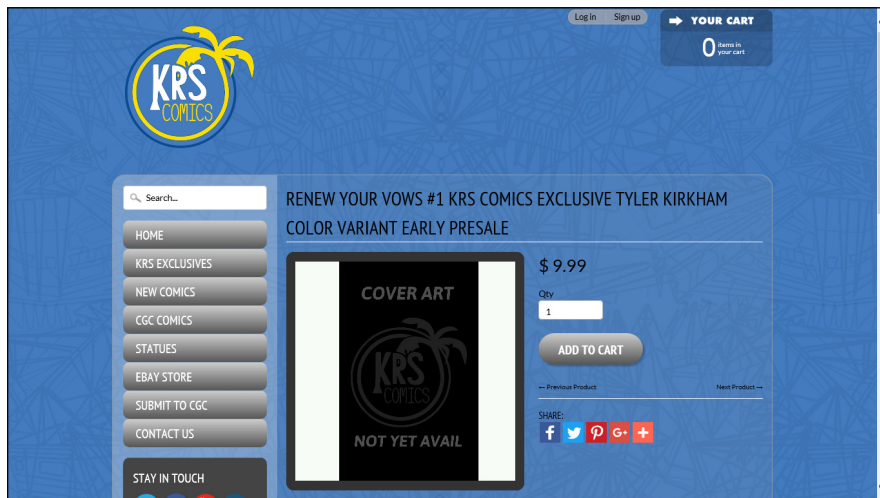 Log in
Sign up
YOUR CART
0 items in
your cart
KRS
COMICS
Search...
HOME
KRS EXCLUSIVES
NEW COMICS
CGC COMICS
STATUES
EBAY STORE
SUBMIT TO CGC
CONTACT US
STAY IN TOUCH
RENEW YOUR VOWS #1 KRS COMICS EXCLUSIVE TYLER KIRKHAM
COLOR VARIANT EARLY PRESALE
COVER ART
KRS
COMICS
NOT YET AVAIL
$ 9.99
Qty
1
ADD TO CART
← Previous Product
Next Product →
SHARE:
G+